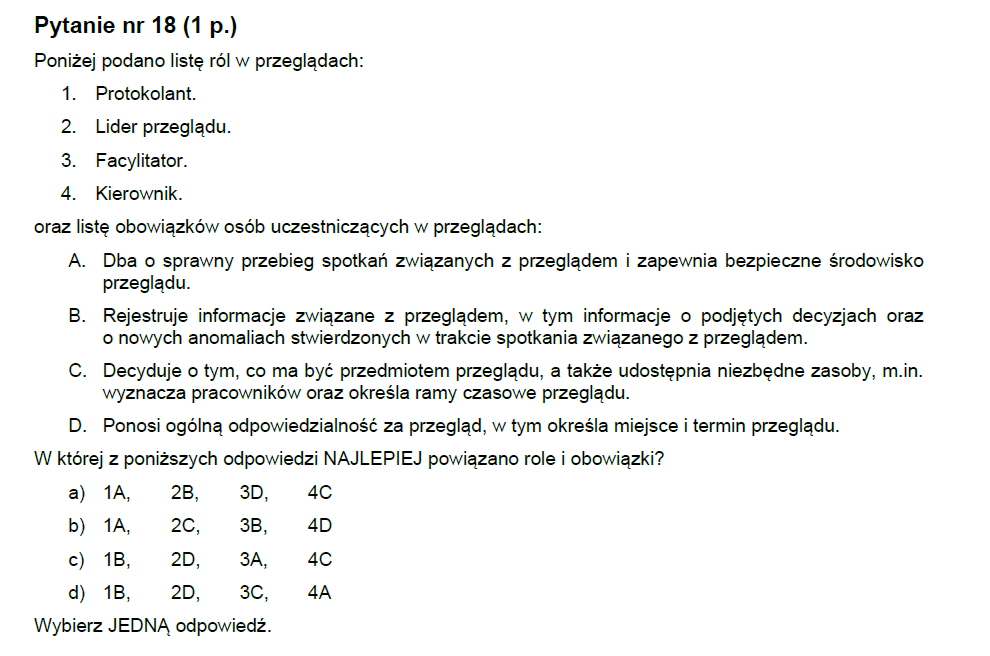 Pytanie nr 18 (1 p.)
Poniżej podano listę ról w przeglądach:
1. Protokolant.
2. Lider przeglądu.
3. Facylitator.
4. Kierownik.
oraz listę obowiązków osób uczestniczących w przeglądach:
A. Dba o sprawny przebieg spotkań związanych z przeglądem i zapewnia bezpieczne środowisko
przeglądu.
B. Rejestruje informacje związane z przeglądem, w tym informacje o podjętych decyzjach oraz
o nowych anomaliach stwierdzonych w trakcie spotkania związanego z przeglądem.
C. Decyduje o tym, co ma być przedmiotem przeglądu, a także udostępnia niezbędne zasoby, m.in.
wyznacza pracowników oraz określa ramy czasowe przeglądu.
D. Ponosi ogólną odpowiedzialność za przegląd, w tym określa miejsce i termin przeglądu.
W której z poniższych odpowiedzi NAJLEPIEJ powiązano role i obowiązki?
a) 1A, 2B, 3D, 4C
b) 1A, 2C, 3B, 4D
c) 1B, 2D, 3A, 4C
d) 1B, 2D, 3C, 4A
Wybierz JEDNĄ odpowiedź.